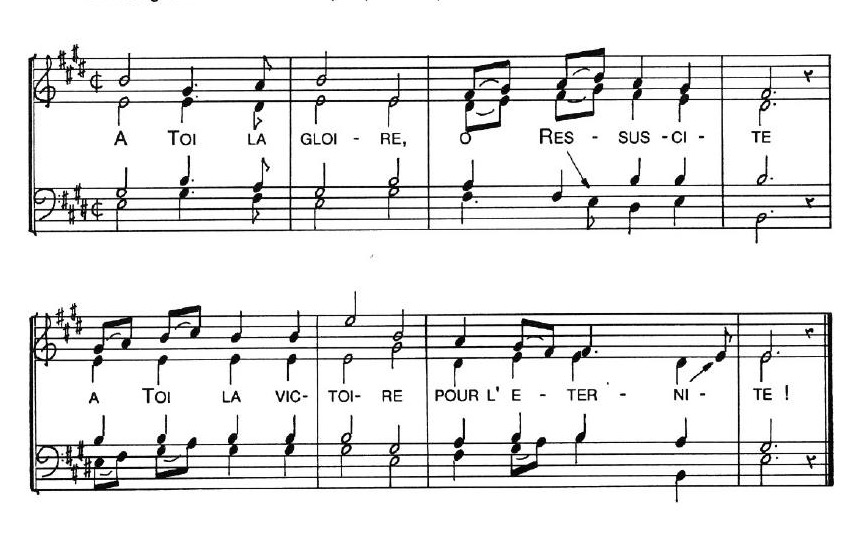 A TOI LA GLOI - RE, O RES - SUS - CI - TE
A TOI LA VIC- TOI- RE POUR L' E - TER - NI - TE !